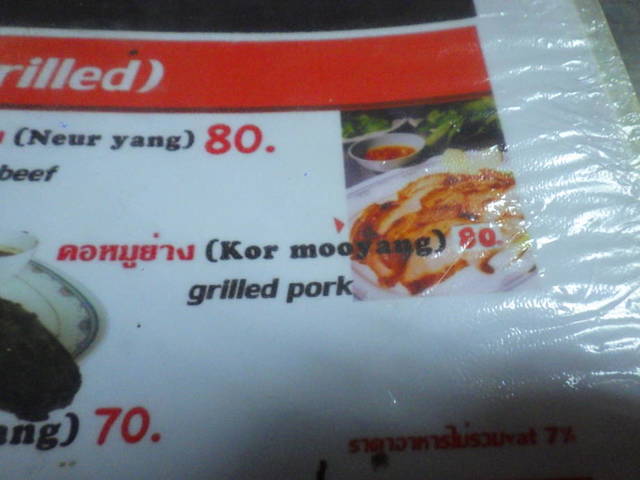 rilled)
(Neur yang) 80.
beef
คอหมูย่าง (Kor mooyang) 80.
grilled pork
ang) 70.
ราคาอาหารไม่รวมvat 7%